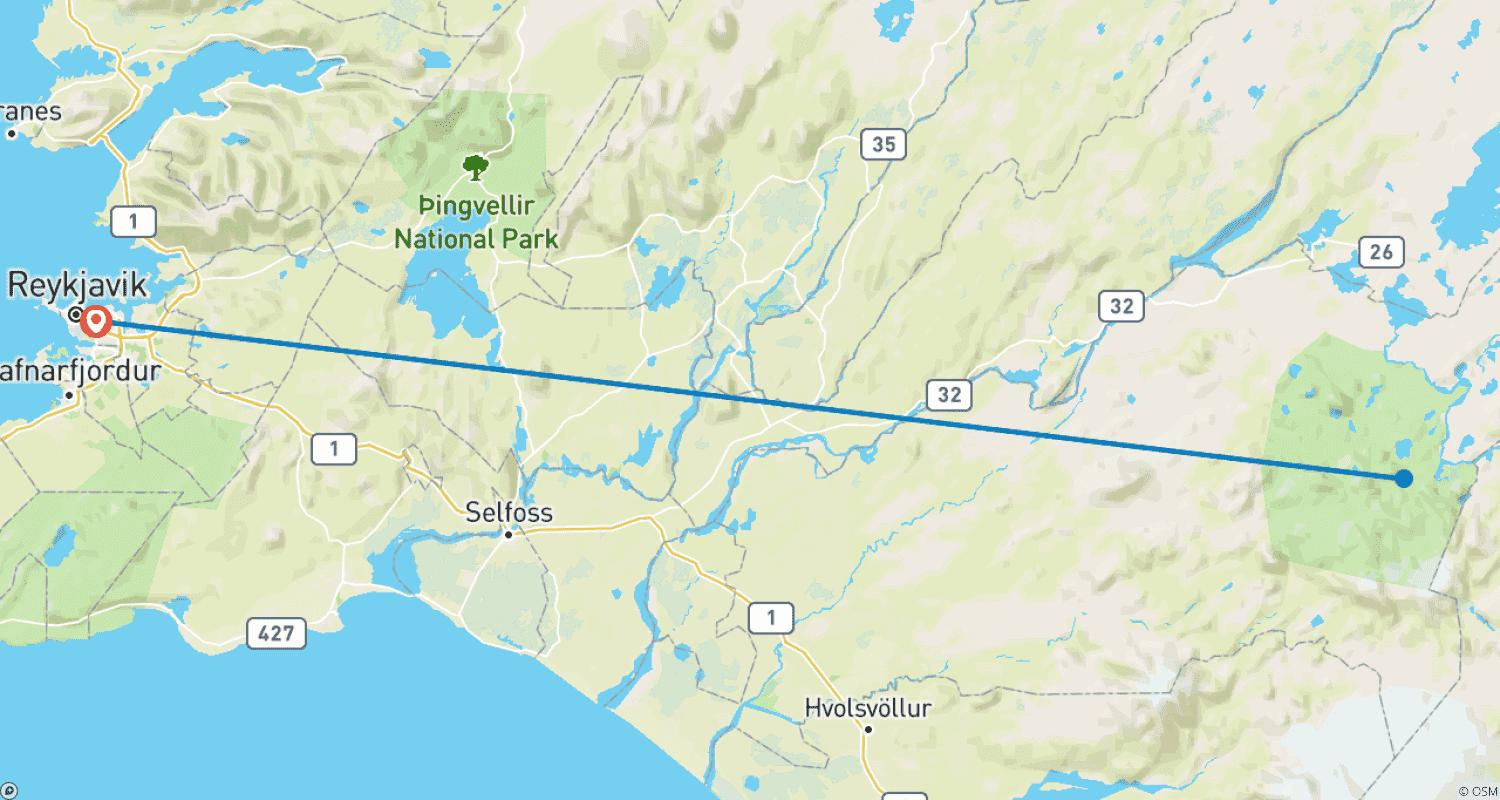 ranes
35
Þingvellir
National Park
1
26
Reykjavik
32
afnarfjordur
32
1
Selfoss
1
427
Hvolsvöllur
© OSM